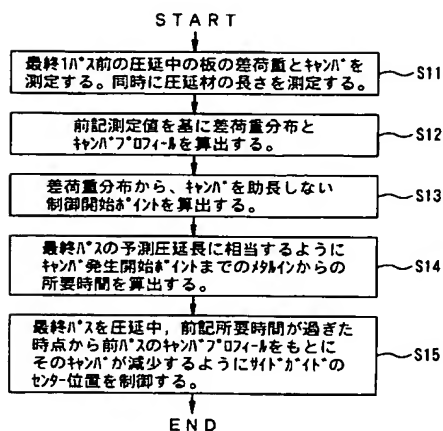 START
最終1ﾊﾟｽ前の圧延中の板の差荷重とｷｬﾝﾊﾞを
測定する。同時に圧延材の長さを測定する。
S11
前記測定値を基に差荷重分布と
ｷｬﾝﾊﾞﾌﾟﾛﾌｨｰﾙを算出する。
S12
差荷重分布から、ｷｬﾝﾊﾞを助長しない
制御開始ﾎﾟｲﾝﾄを算出する。
S13
最終ﾊﾟｽの予測圧延長に相当するように
ｷｬﾝﾊﾞ発生開始ﾎﾟｲﾝﾄまでのﾒﾀﾙｲﾝからの
所要時間を算出する。
S14
最終ﾊﾟｽを圧延中，前記所要時間が過ぎた
時点から前ﾊﾟｽのｷｬﾝﾊﾞﾌﾟﾛﾌｨｰﾙをもとに
そのｷｬﾝﾊﾞが減少するようにｻｲﾄﾞｶﾞｲﾄﾞの
ｾﾝﾀｰ位置を制御する。
S15
END